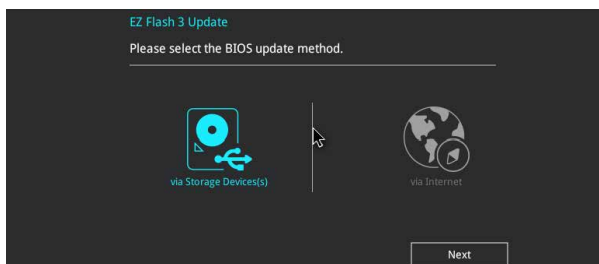 EZ Flash 3 Update
Please select the BIOS update method.
via Storage Devices(s)
via Internet
Next